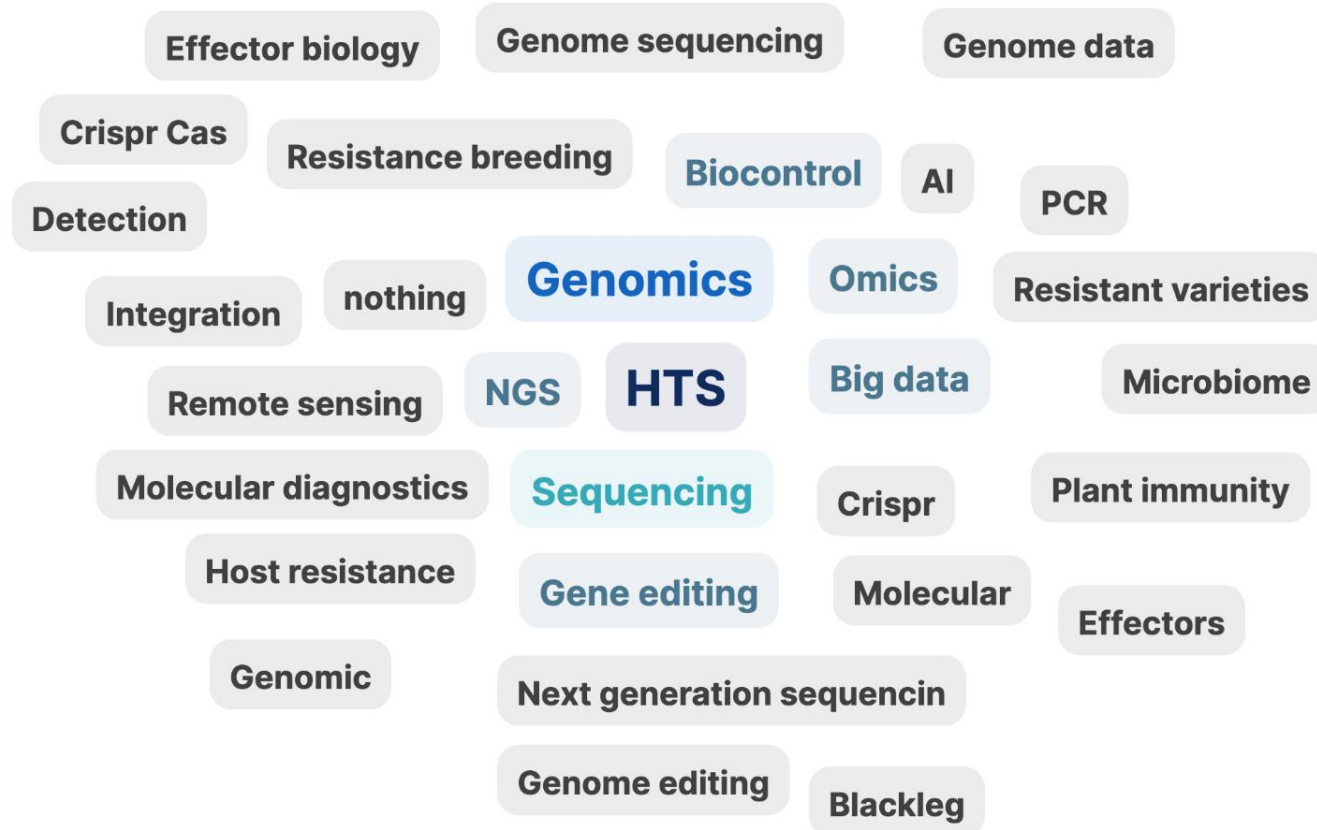 Effector biology
Genome sequencing
Genome data
Crispr Cas
Resistance breeding
Biocontrol
AI
PCR
Detection
Genomics
Omics
Resistant varieties
Integration
nothing
Remote sensing
NGS
HTS
Big data
Microbiome
Molecular diagnostics
Sequencing
Crispr
Plant immunity
Host resistance
Gene editing
Molecular
Effectors
Genomic
Next generation sequencin
Genome editing
Blackleg